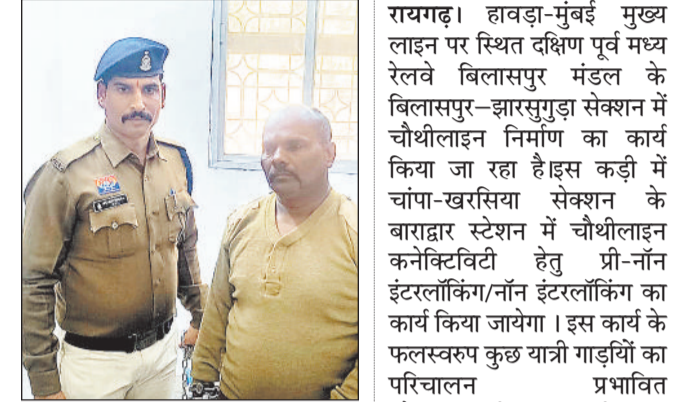 रायगढ़। हावड़ा-मुंबई मुख्य
लाइन पर स्थित दक्षिण पूर्व मध्य
रेलवे बिलासपुर मंडल के
बिलासपुर–झारसुगुड़ा सेक्शन में
चौथीलाइन निर्माण का कार्य
किया जा रहा है।इस कड़ी में
चांपा-खरसिया सेक्शन के
बाराद्वार स्टेशन में चौथीलाइन
कनेक्टिविटी हेतु प्री-नॉन
इंटरलॉकिंग/नॉन इंटरलॉकिंग का
कार्य किया जायेगा । इस कार्य के
फलस्वरुप कुछ यात्री गाड़यिों का
परिचालन प्रभावित